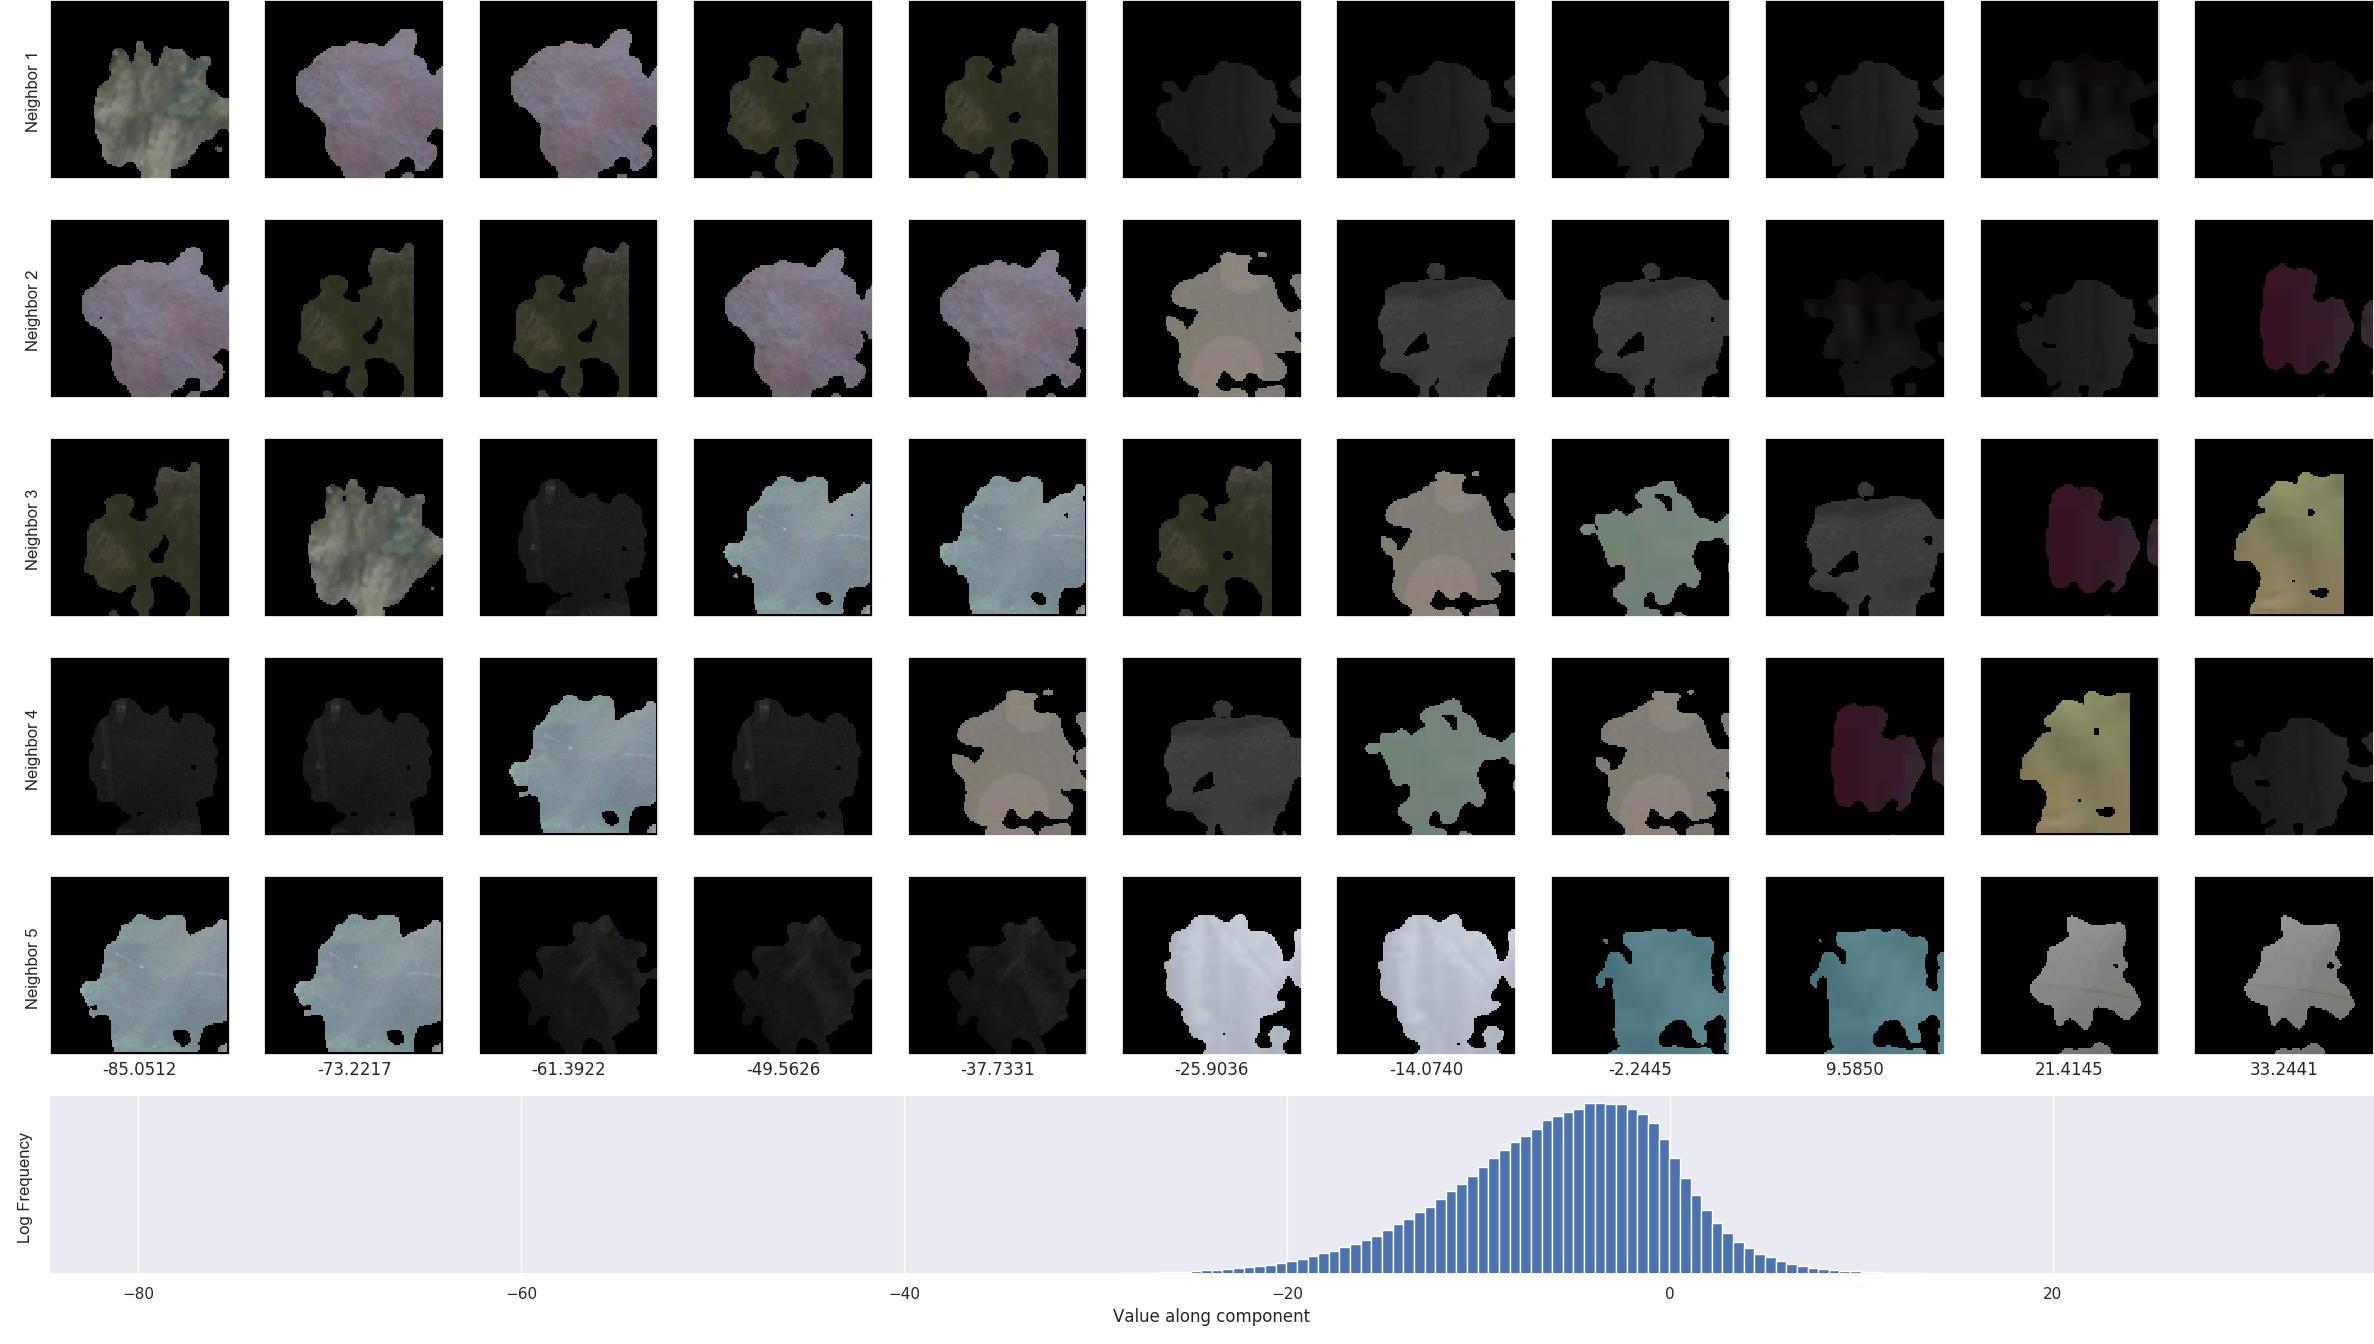 Neighbor 1
Neighbor 2
Neighbor 3
Neighbor 4
Neighbor 5
-85.0512 -73.2217 -61.3922 -49.5626 -37.7331 -25.9036 -14.0740 -2.2445 9.5850 21.4145 33.2441
Log Frequency
−80 −60 −40 −20 0 20
Value along component